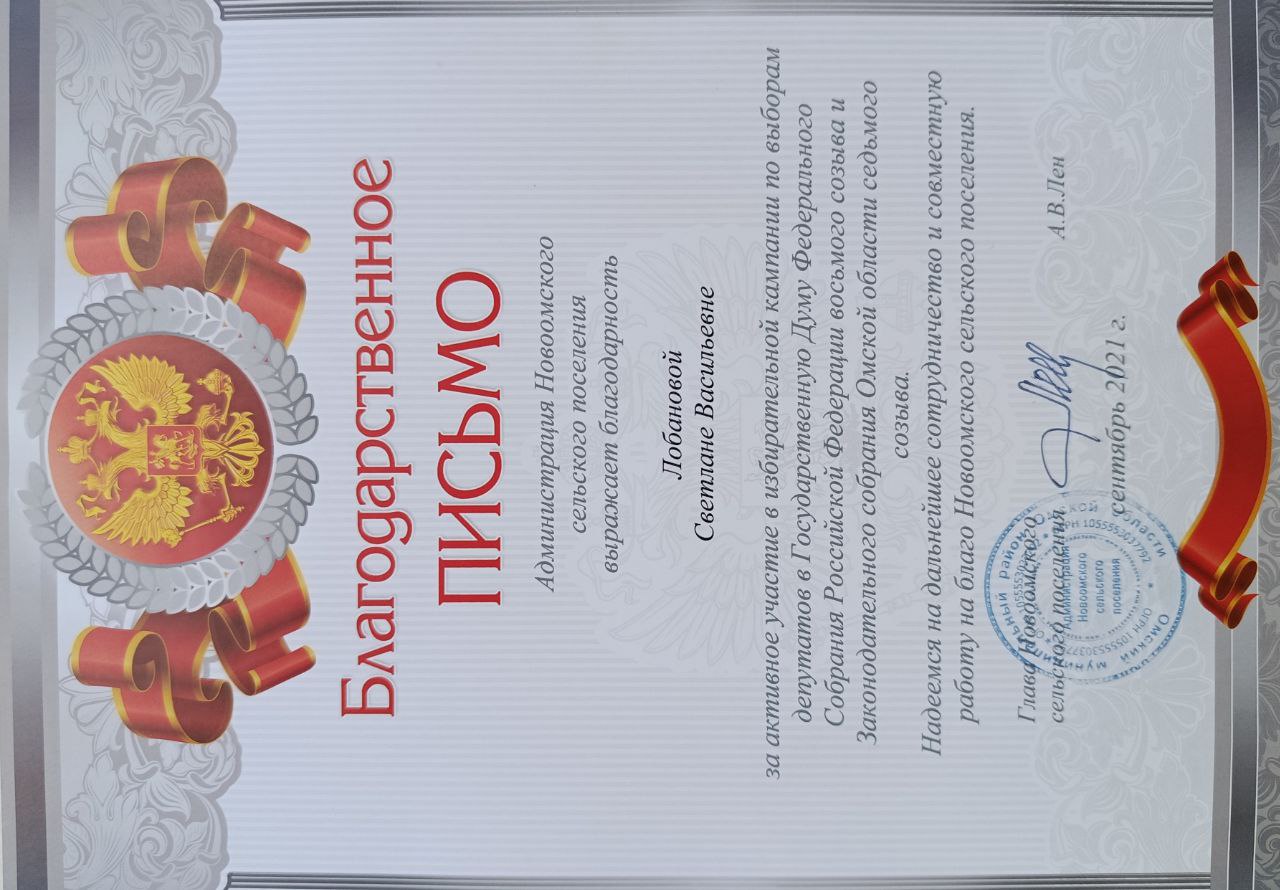 Благодарственное
ПИСЬМО
Администрация Новоомского
сельского поселения
выражает благодарность
Лобановой
Светлане Васильевне
за активное участие в избирательной кампании по выборам
депутатов в Государственную Думу Федерального
Собрания Российской Федерации восьмого созыва и
Законодательного собрания Омской области седьмого
созыва.
Надеемся на дальнейшее сотрудничество и совместную
работу на благо Новоомского сельского поселения.
Глава Новоомского
сельского поселения
А.В.Лен
сентябрь 2021 г.
Омский муниципальный район Омской области
Администрация
Новоомского
сельского
поселения